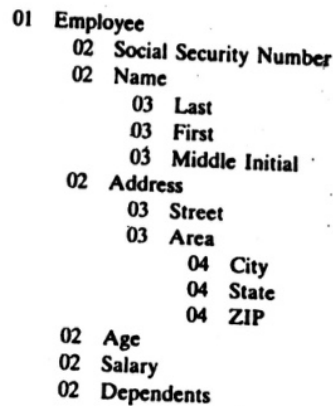 01 Employee
02 Social Security Number
02 Name
03 Last
03 First
03 Middle Initial
02 Address
03 Street
03 Area
04 City
04 State
04 ZIP
02 Age
02 Salary
02 Dependents